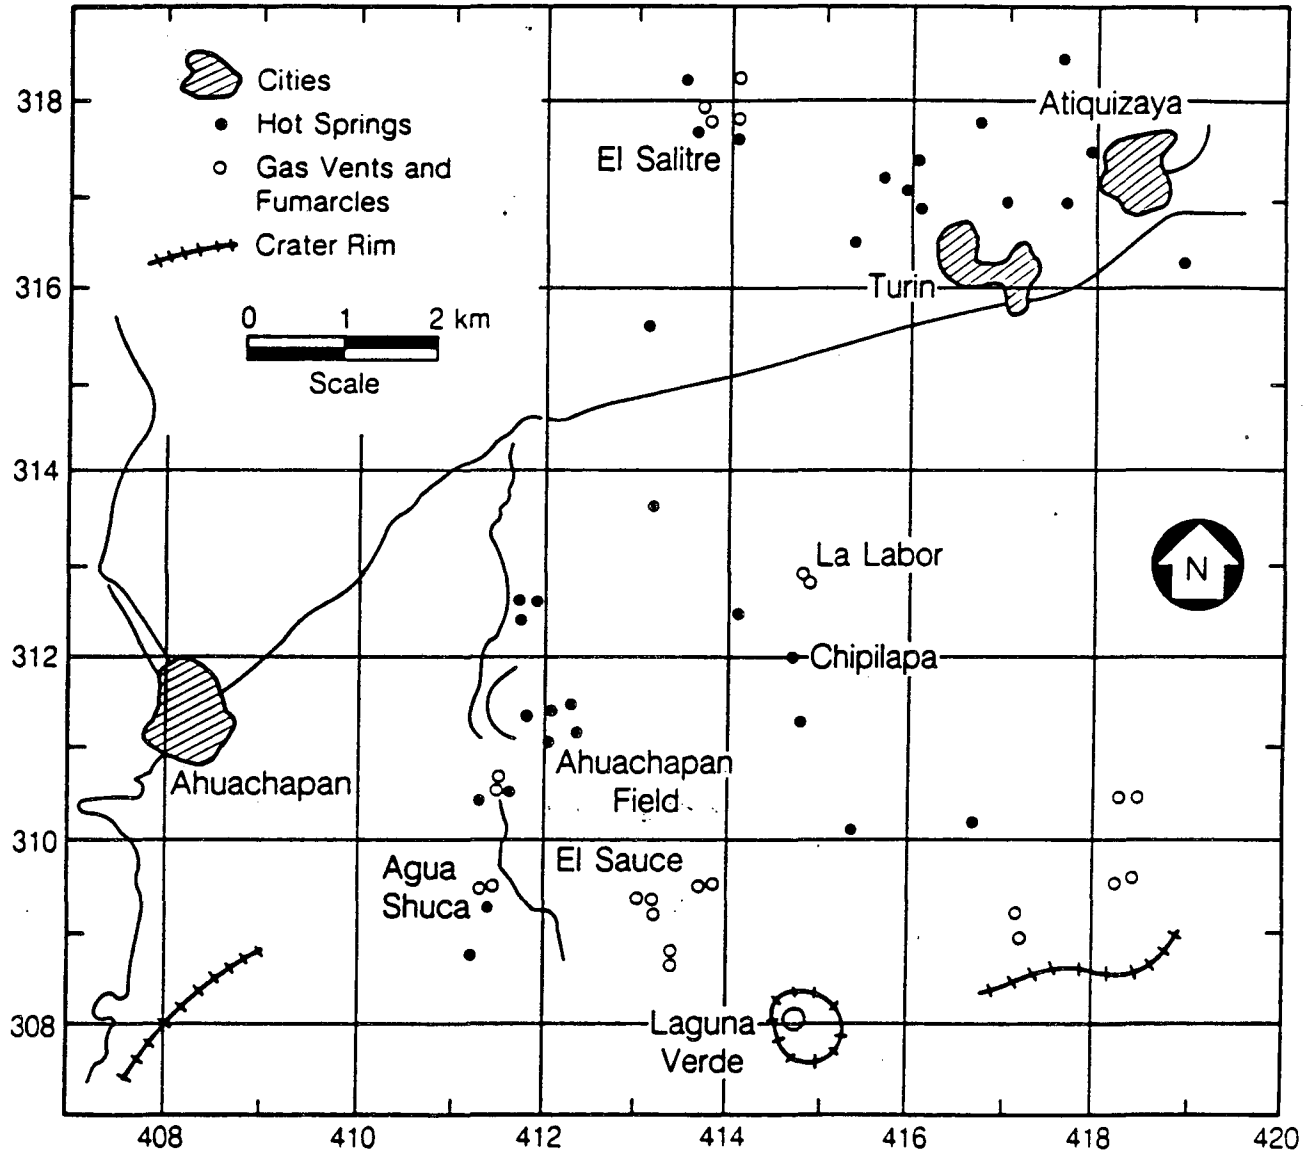 Cities
Hot Springs
Gas Vents and
Fumarcles
Crater Rim
0 1 2 km
Scale
318
316
314
312
310
308
Atiquizaya
El Salitre
Turin
N
La Labor
Chipilapa
Ahuachapan
Ahuachapan
Field
El Sauce
Agua
Shuca
Laguna
Verde
408 410 412 414 416 418 420